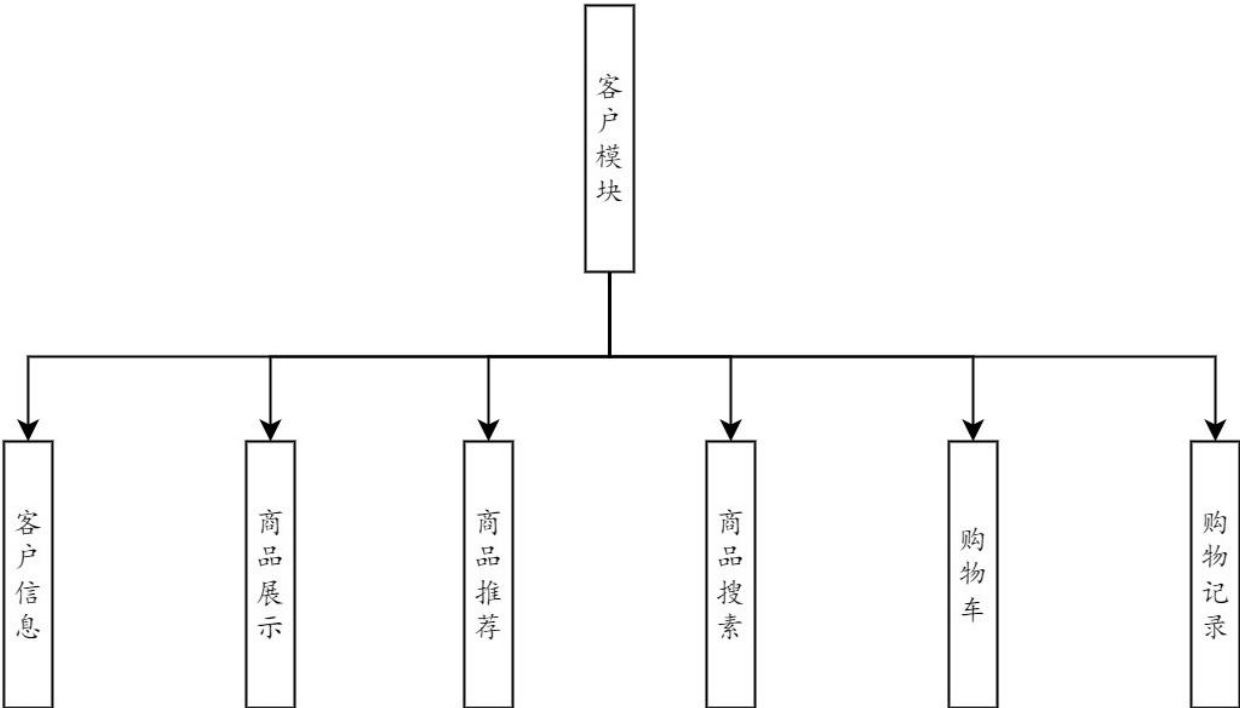 客户模块
客户信息
商品展示
商品推荐
商品搜素
购物车
购物记录